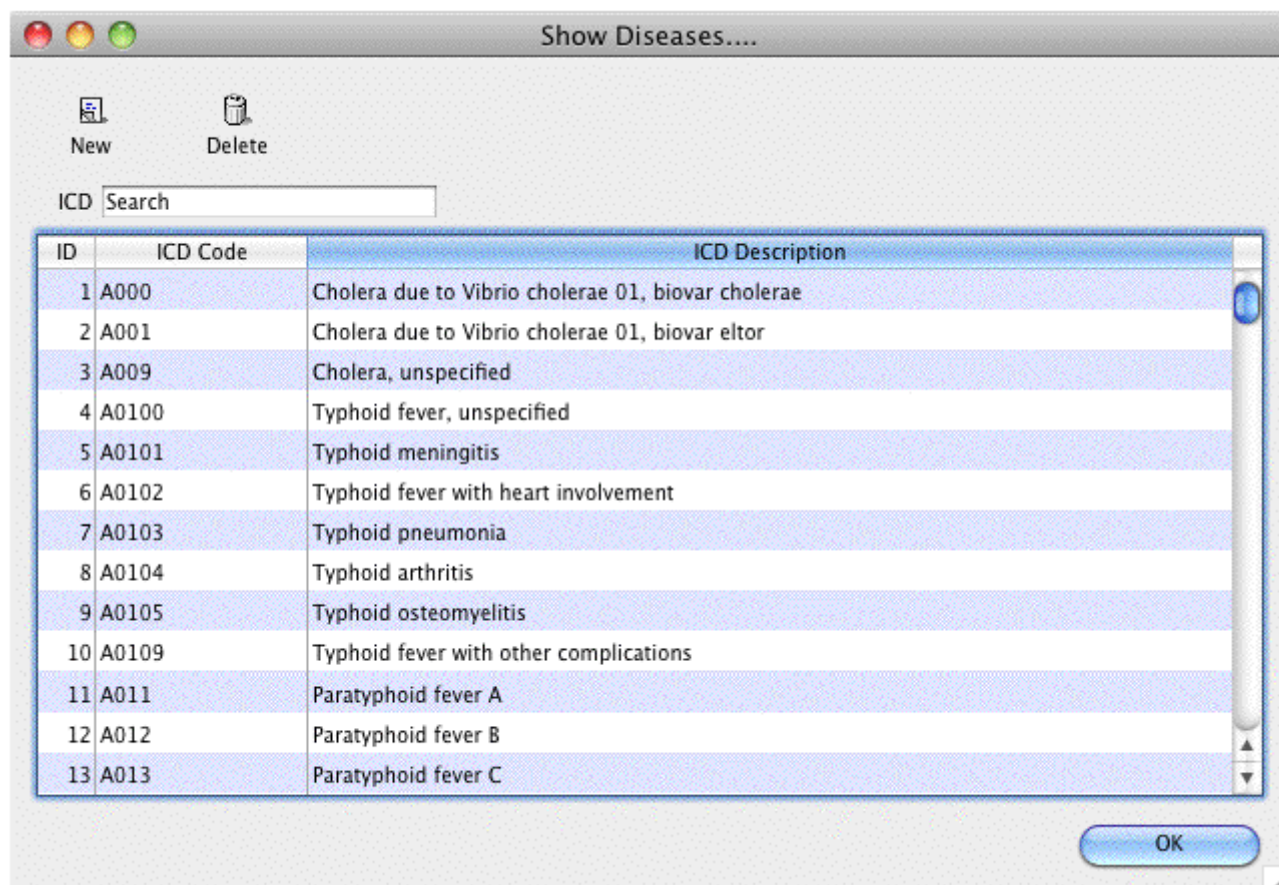 Show Diseases....
New Delete
ICD Search
ID ICD Code ICD Description
1 A000 Cholera due to Vibrio cholerae 01, biovar cholerae
2 A001 Cholera due to Vibrio cholerae 01, biovar eltor
3 A009 Cholera, unspecified
4 A0100 Typhoid fever, unspecified
5 A0101 Typhoid meningitis
6 A0102 Typhoid fever with heart involvement
7 A0103 Typhoid pneumonia
8 A0104 Typhoid arthritis
9 A0105 Typhoid osteomyelitis
10 A0109 Typhoid fever with other complications
11 A011 Paratyphoid fever A
12 A012 Paratyphoid fever B
13 A013 Paratyphoid fever C
OK